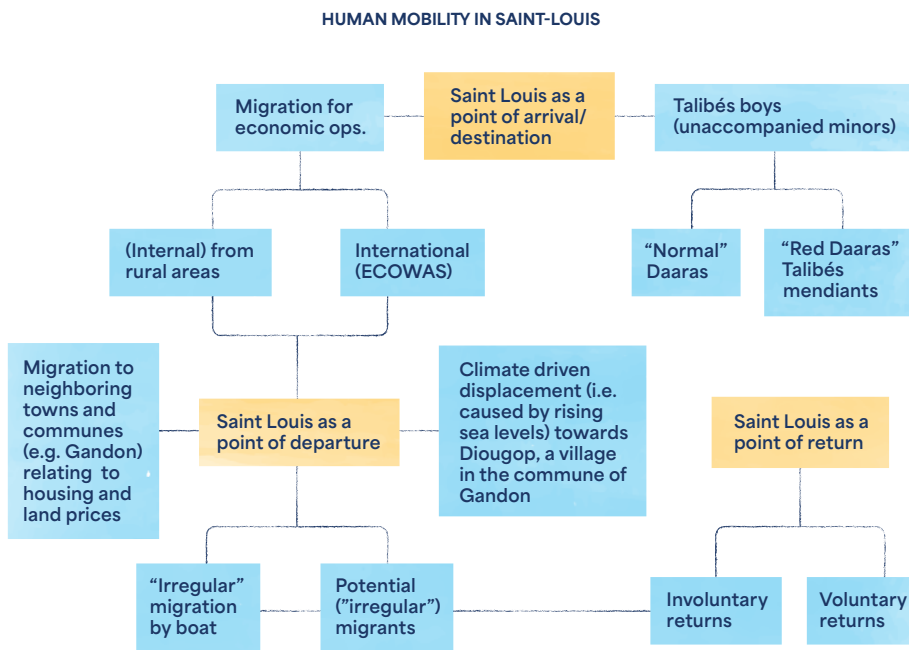 HUMAN MOBILITY IN SAINT-LOUIS
Migration for
economic ops.
Saint Louis as a
point of arrival/
destination
Talibés boys
(unaccompanied minors)
(Internal) from
rural areas
International
(ECOWAS)
“Normal”
Daaras
“Red Daaras”
Talibés
mendiants
Migration to
neighboring
towns and
communes
(e.g. Gandon)
relating to
housing and
land prices
Saint Louis as a
point of departure
Climate driven
displacement (i.e.
caused by rising
sea levels) towards
Diougop, a village
in the commune of
Gandon
Saint Louis as a
point of return
“Irregular”
migration
by boat
Potential
("irregular")
migrants
Involuntary
returns
Voluntary
returns